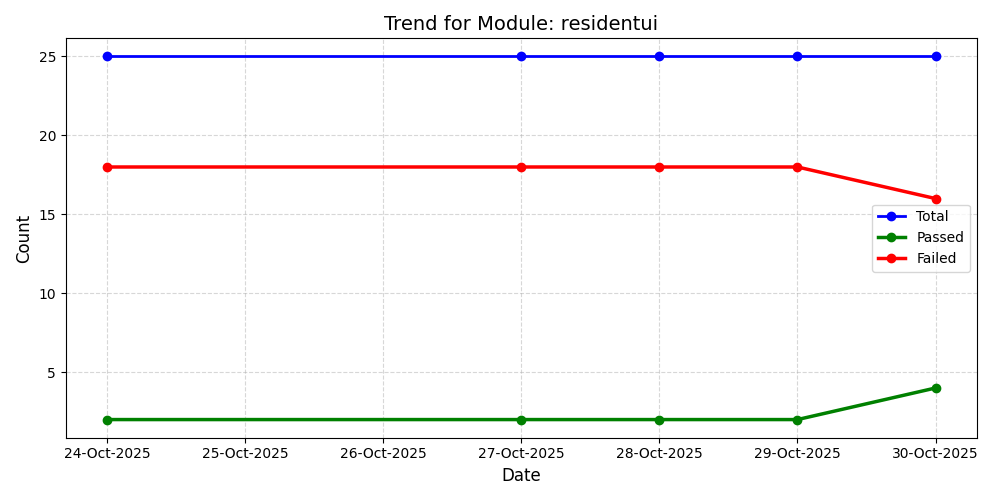 Trend for Module: residentui
Count
25
20
15
10
5
Total
Passed
Failed
24-Oct-2025 25-Oct-2025 26-Oct-2025 27-Oct-2025 28-Oct-2025 29-Oct-2025 30-Oct-2025
Date